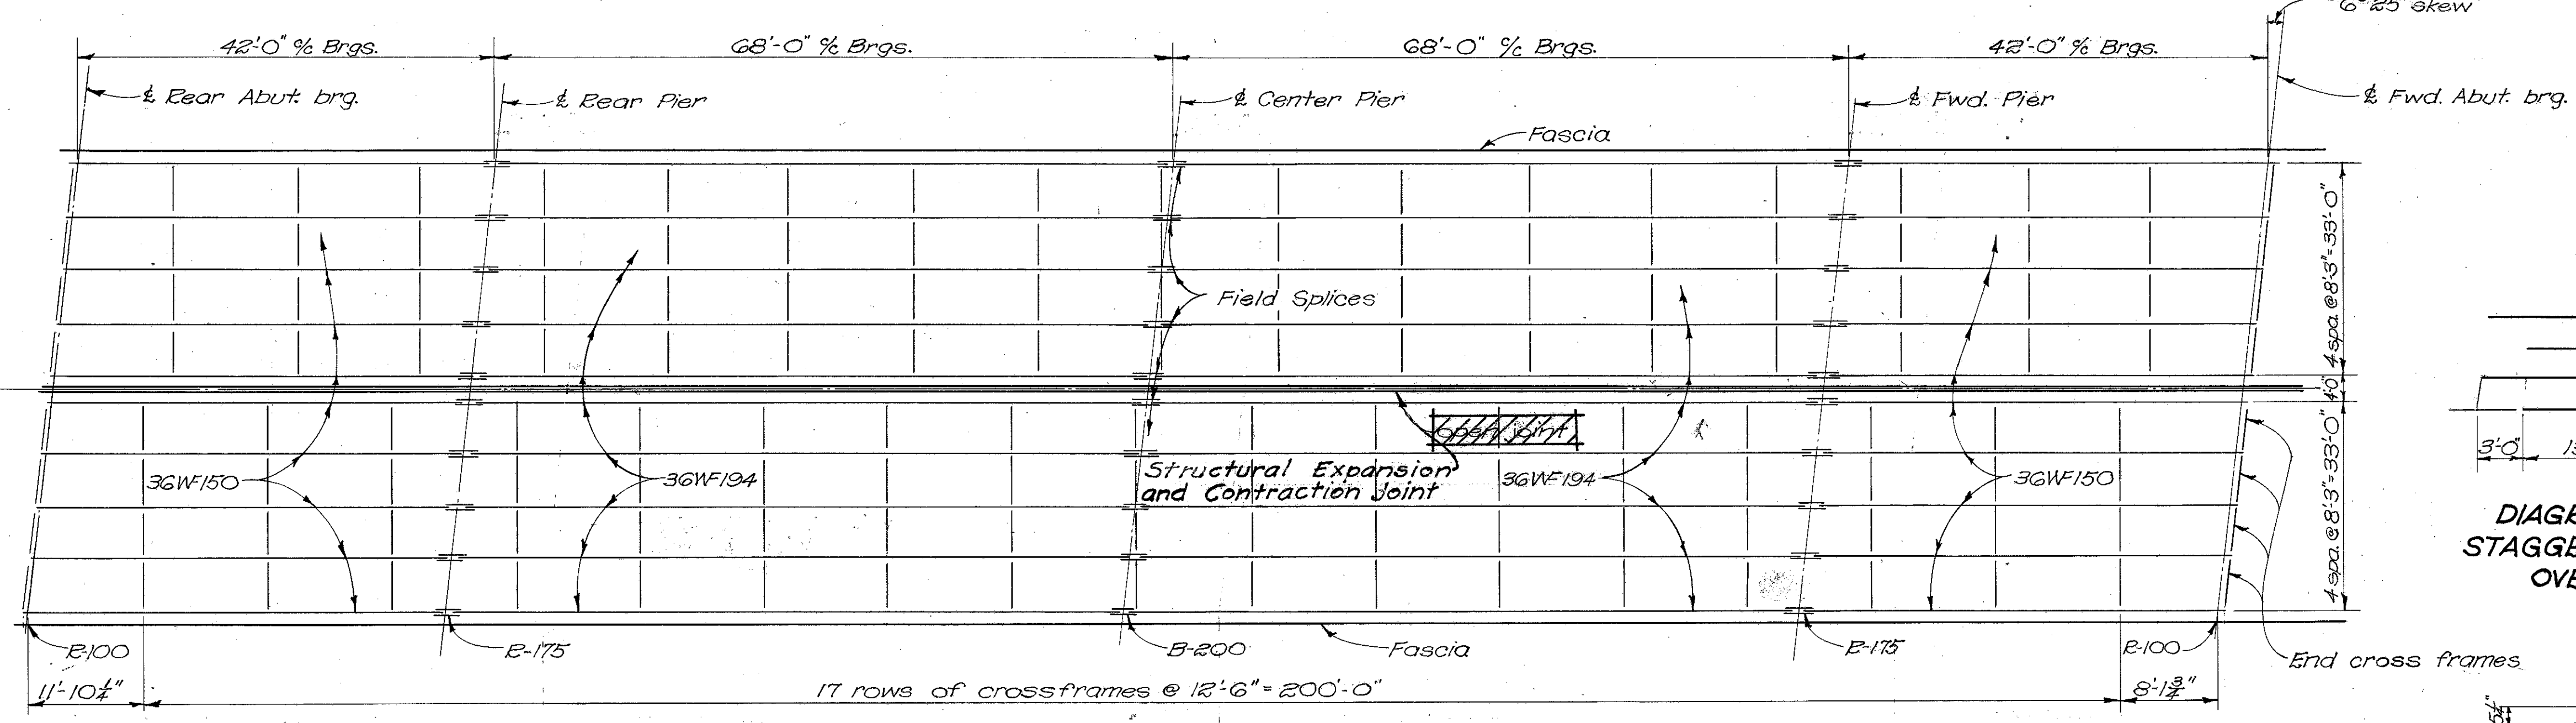 6°25' skew
42'-0" c/c Brgs.
68'-0" c/c Brgs.
68'-0" c/c Brgs.
42'-0" c/c Brgs.
℄ Rear Abut. brg.
℄ Rear Pier
℄ Center Pier
℄ Fwd. Pier
℄ Fwd. Abut. brg.
Fascia
Field Splices
4 spa. @ 8'-3" = 33'-0"
4'-0"
4 spa. @ 8'-3" = 33'-0"
open joint
Structural Expansion
and Contraction Joint
36WF150
36WF194
36WF194
36WF150
3'-0"
DIAGR
STAGGE
OVE
R-100
R-175
B-200
Fascia
R-175
R-100
End cross frames
11'-10¼"
17 rows of crossframes @ 12'-6" = 200'-0"
8'-1¾"